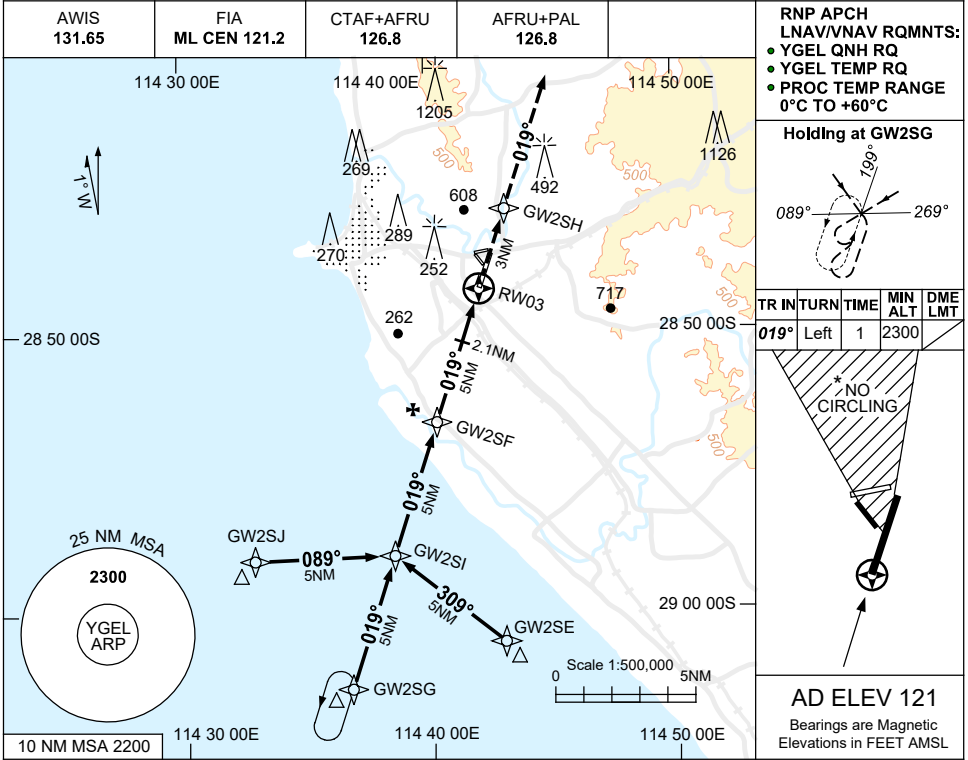 AWIS
131.65
FIA
ML CEN 121.2
CTAF+AFRU
126.8
AFRU+PAL
126.8
RNP APCH
LNAV/VNAV RQMNTS:
YGEL QNH RQ
YGEL TEMP RQ
PROC TEMP RANGE
0°C TO +60°C
114 30 00E
114 40 00E
114 50 00E
1205
019°
1126
269
500
500
492
1° W
608
GW2SH
289
270
252
3NM
500
RW03
717
262
28 50 00S
28 50 00S
2.1NM
019°
5NM
500
GW2SF
500
019°
5NM
GW2SJ
089°
5NM
GW2SI
309°
5NM
25 NM MSA
2300
YGEL
ARP
29 00 00S
GW2SE
019°
5NM
Scale 1:500,000
0
5NM
GW2SG
10 NM MSA 2200
114 30 00E
114 40 00E
114 50 00E
Holding at GW2SG
199°
089°
269°
TR IN
TURN
TIME
MIN
ALT
DME
LMT
019°
Left
1
2300
*NO
CIRCLING
AD ELEV 121
Bearings are Magnetic
Elevations in FEET AMSL